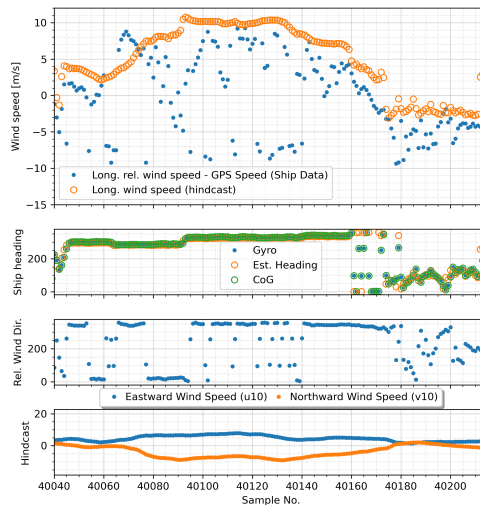 10
5
0
−5
−10
−15
Wind speed [m/s]
Long. rel. wind speed - GPS Speed (Ship Data)
Long. wind speed (hindcast)
200
0
Ship heading
Gyro
Est. Heading
CoG
200
0
Rel. Wind Dir.
Eastward Wind Speed (u10)
Northward Wind Speed (v10)
20
0
Hindcast
40040 40060 40080 40100 40120 40140 40160 40180 40200
Sample No.